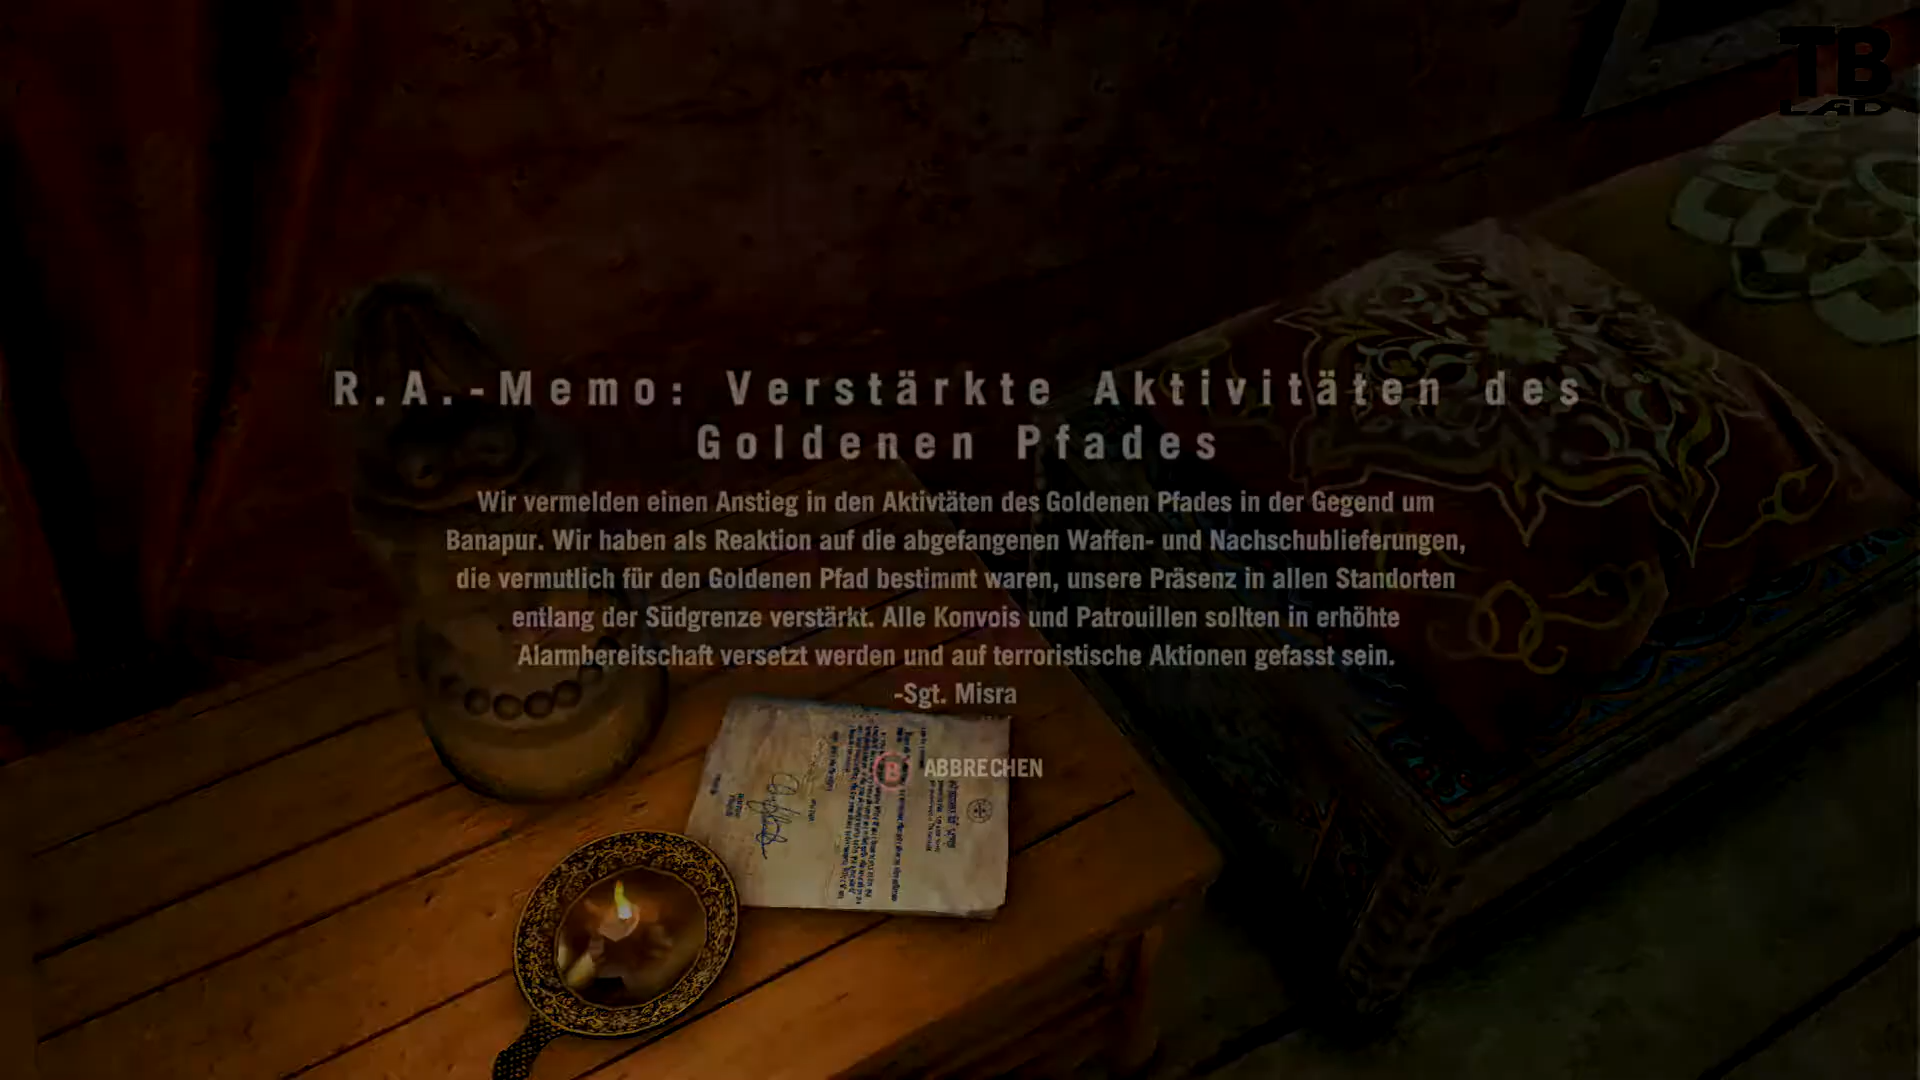 TB
LGD
R.A.-Memo: Verstärkte Aktivitäten des
Goldenen Pfades
Wir vermelden einen Anstieg in den Aktivtäten des Goldenen Pfades in der Gegend um
Banapur. Wir haben als Reaktion auf die abgefangenen Waffen- und Nachschublieferungen,
die vermutlich für den Goldenen Pfad bestimmt waren, unsere Präsenz in allen Standorten
entlang der Südgrenze verstärkt. Alle Konvois und Patrouillen sollten in erhöhte
Alarmbereitschaft versetzt werden und auf terroristische Aktionen gefasst sein.
-Sgt. Misra
B ABBRECHEN